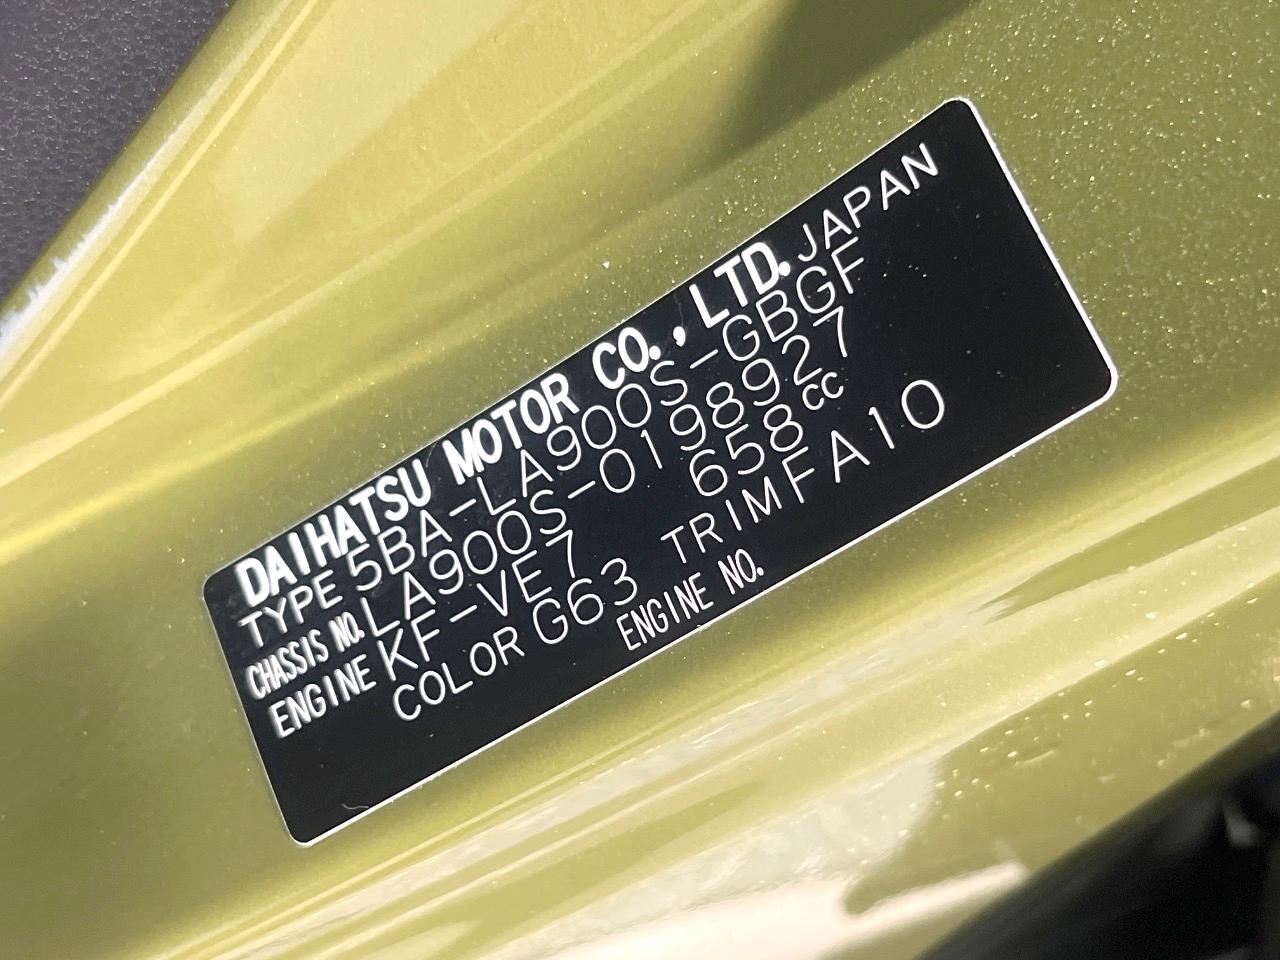 DAIHATSU MOTOR CO., LTD. JAPAN
TYPE 5BA-LA900S-GBGF
CHASSIS NO. LA900S-0198927
ENGINE KF-VE7 658cc
COLOR G63 TRIM FA10
ENGINE NO.